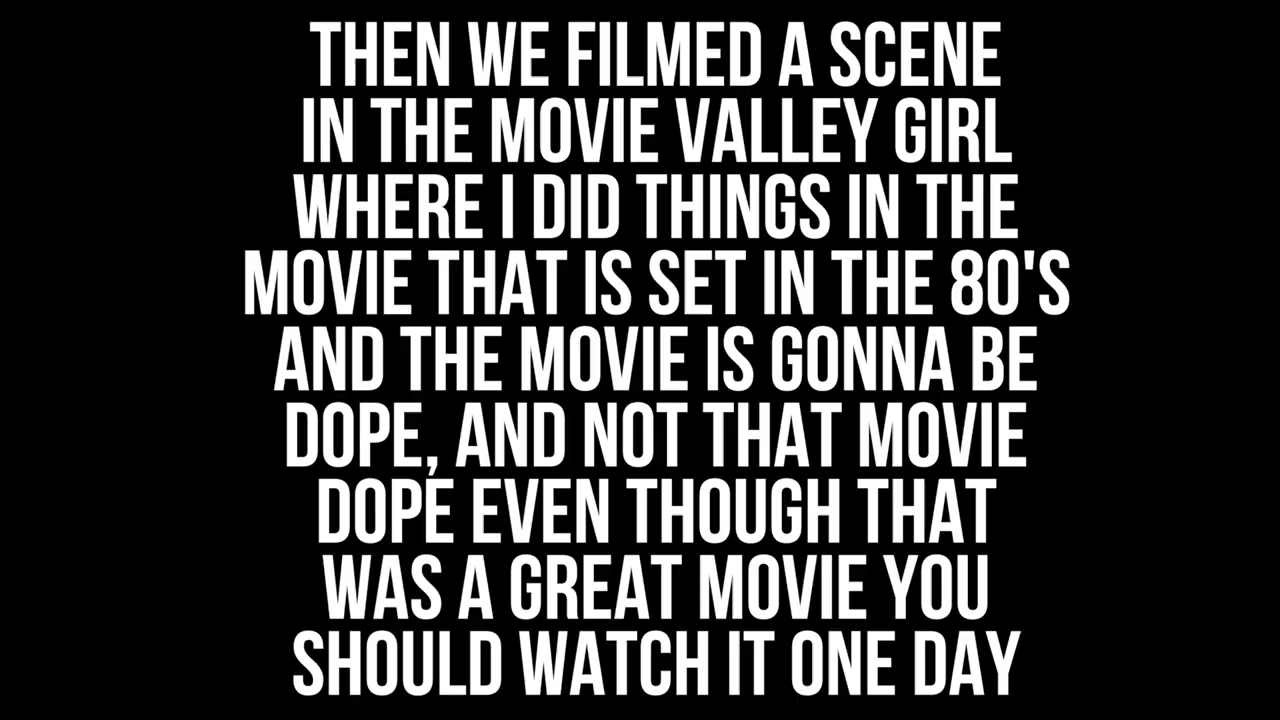 THEN WE FILMED A SCENE
IN THE MOVIE VALLEY GIRL
WHERE I DID THINGS IN THE
MOVIE THAT IS SET IN THE 80'S
AND THE MOVIE IS GONNA BE
DOPE, AND NOT THAT MOVIE
DOPE EVEN THOUGH THAT
WAS A GREAT MOVIE YOU
SHOULD WATCH IT ONE DAY